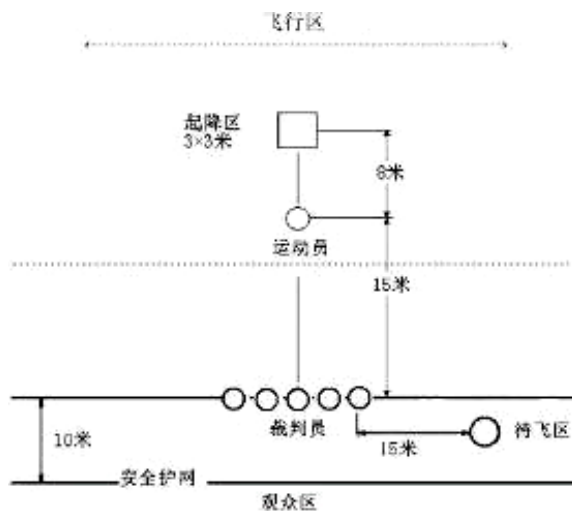 飞行区
起降区
3×3米
8米
运动员
15米
裁判员
待飞区
10米
15米
安全护网
观众区